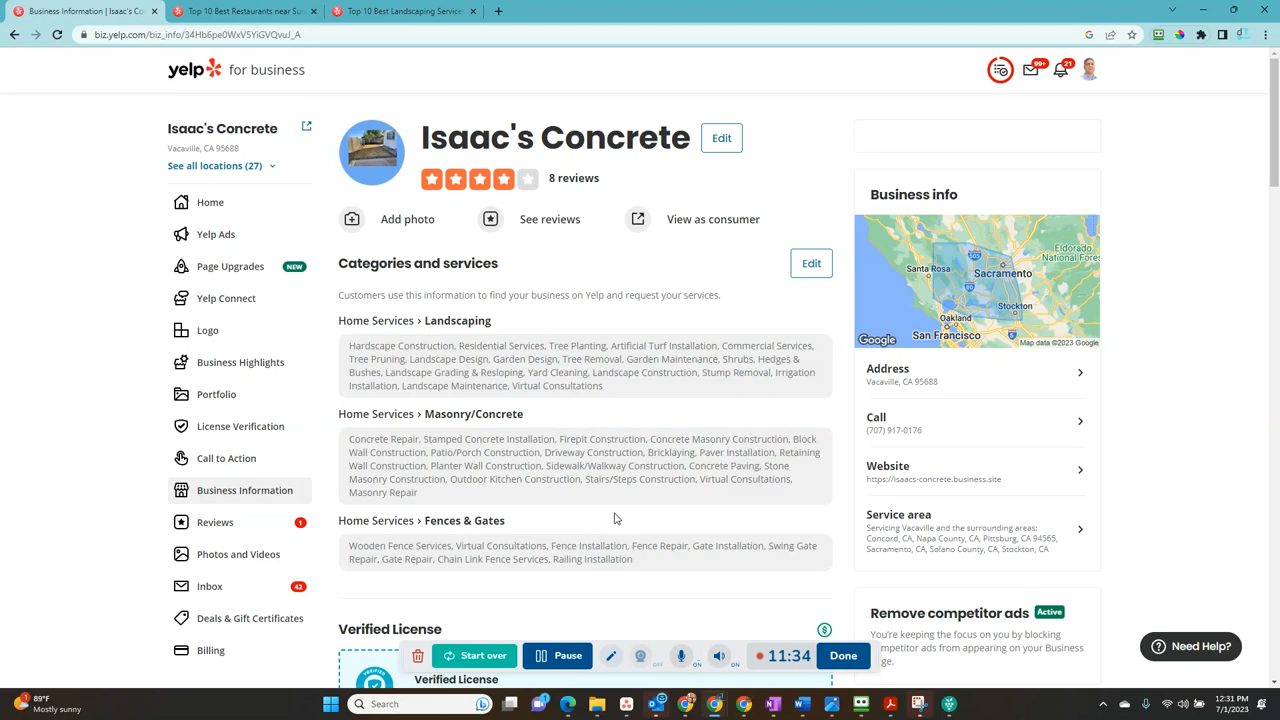 Business Information | Isaac's Co
Top 10 Best Restaurants near Su
Top 10 Best Landscaping Services
biz.yelp.com/biz_info/34Hb6pe0WxV5YiGVQvuJ_A
yelp for business
99+
21
Isaac's Concrete
Vacaville, CA 95688
See all locations (27)
Home
Yelp Ads
Page Upgrades NEW
Yelp Connect
Logo
Business Highlights
Portfolio
License Verification
Call to Action
Business Information
Reviews 1
Photos and Videos
Inbox 42
Deals & Gift Certificates
Billing
Isaac's Concrete Edit
8 reviews
Add photo See reviews View as consumer
Categories and services Edit
Customers use this information to find your business on Yelp and request your services.
Home Services › Landscaping
Hardscape Construction, Residential Services, Tree Planting, Artificial Turf Installation, Commercial Services,
Tree Pruning, Landscape Design, Garden Design, Tree Removal, Garden Maintenance, Shrubs, Hedges &
Bushes, Landscape Grading & Resloping, Yard Cleaning, Landscape Construction, Stump Removal, Irrigation
Installation, Landscape Maintenance, Virtual Consultations
Home Services › Masonry/Concrete
Concrete Repair, Stamped Concrete Installation, Firepit Construction, Concrete Masonry Construction, Block
Wall Construction, Patio/Porch Construction, Driveway Construction, Bricklaying, Paver Installation, Retaining
Wall Construction, Planter Wall Construction, Sidewalk/Walkway Construction, Concrete Paving, Stone
Masonry Construction, Outdoor Kitchen Construction, Stairs/Steps Construction, Virtual Consultations,
Masonry Repair
Home Services › Fences & Gates
Wooden Fence Services, Virtual Consultations, Fence Installation, Fence Repair, Gate Installation, Swing Gate
Repair, Gate Repair, Chain Link Fence Services, Railing Installation
Verified License
VERIFIED
Verified License
Business info
Eldorado
National Fores
505
Santa Rosa
Sacramento
80
Stockton
Oakland
San Francisco
Google
Map data ©2023 Google
Address
Vacaville, CA 95688
Call
(707) 917-0176
Website
https://isaacs-concrete.business.site
Service area
Servicing Vacaville and the surrounding areas:
Concord, CA, Napa County, CA, Pittsburg, CA 94565,
Sacramento, CA, Solano County, CA, Stockton, CA
Remove competitor ads Active
You're keeping the focus on you by blocking
Competitor ads from appearing on your Business
ge.
Need Help?
Start over Pause OFF ON ON 11:34 Done
89°F
Mostly sunny
Search
12:31 PM
7/1/2023